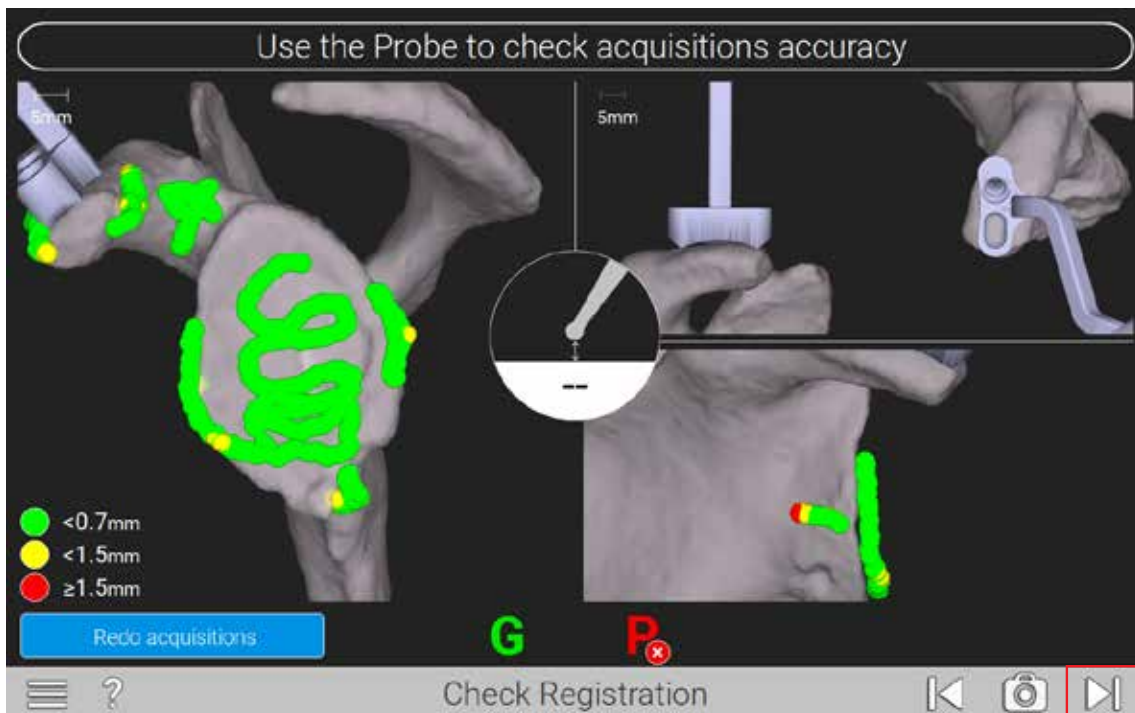 Use the Probe to check acquisitions accuracy
5mm
5mm
--
<0.7mm
<1.5mm
≥1.5mm
Redo acquisitions
G
P
?
Check Registration